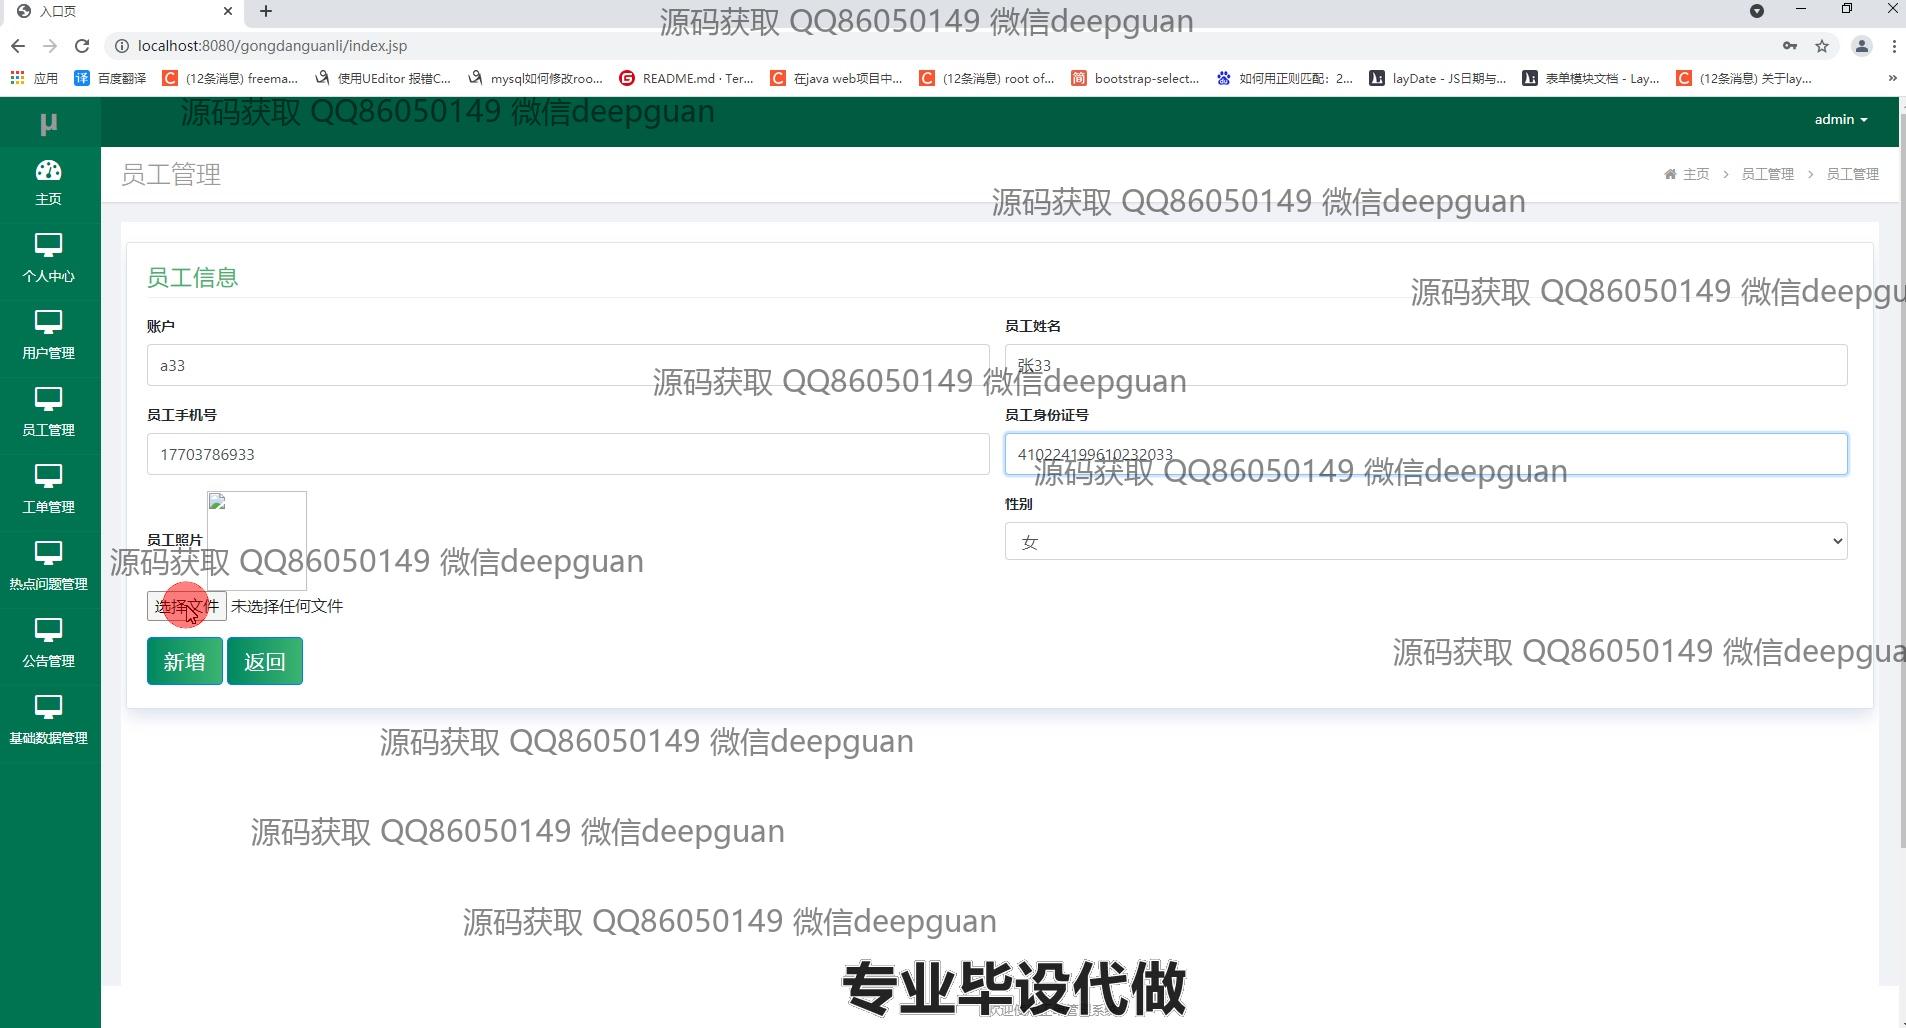 入口页
源码获取 QQ86050149 微信deepguan
localhost:8080/gongdanguanli/index.jsp
应用 百度翻译 (12条消息) freema... 使用UEditor 报错C... mysql如何修改roo... README.md · Ter... 在java web项目中... (12条消息) root of... bootstrap-select... 如何用正则匹配：2... layDate - JS日期与... 表单模块文档 - Lay... (12条消息) 关于lay...
µ
源码获取 QQ86050149 微信deepguan
admin
主页
个人中心
用户管理
员工管理
工单管理
热点问题管理
公告管理
基础数据管理
员工管理
主页 > 员工管理 > 员工管理
源码获取 QQ86050149 微信deepguan
员工信息
源码获取 QQ86050149 微信deepgu
账户
员工姓名
a33
张33
源码获取 QQ86050149 微信deepguan
员工手机号
员工身份证号
17703786933
410224199610232033
源码获取 QQ86050149 微信deepguan
性别
员工照片
女
源码获取 QQ86050149 微信deepguan
选择文件 未选择任何文件
新增 返回
源码获取 QQ86050149 微信deepgua
源码获取 QQ86050149 微信deepguan
源码获取 QQ86050149 微信deepguan
源码获取 QQ86050149 微信deepguan
专业毕设代做